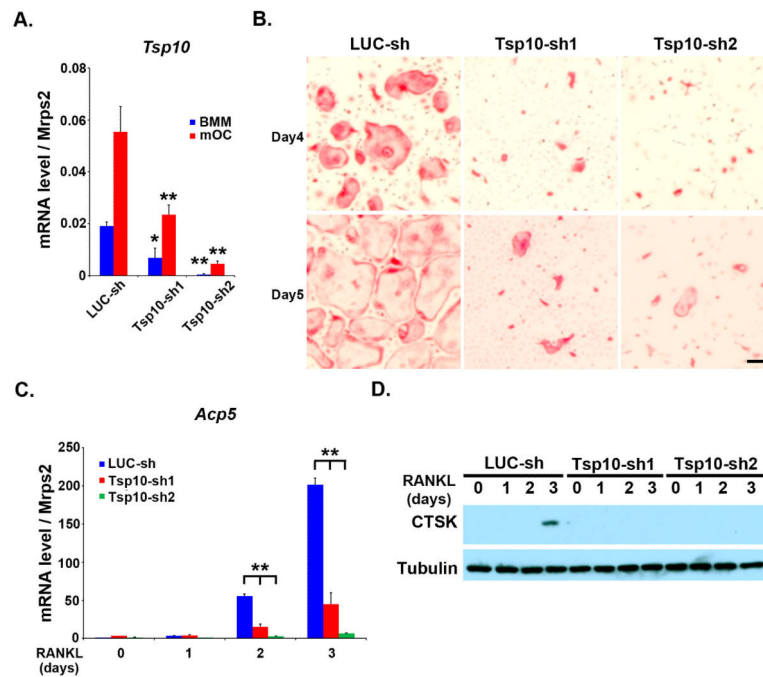 A.
Tsp10
mRNA level / Mrps2
0.08
0.06
0.04
0.02
0
BMM
mOC
**
*
**
**
LUC-sh
Tsp10-sh1
Tsp10-sh2
B.
LUC-sh Tsp10-sh1 Tsp10-sh2
Day4
Day5
C.
Acp5
mRNA level / Mrps2
250
200
150
100
50
0
LUC-sh
Tsp10-sh1
Tsp10-sh2
**
**
RANKL
(days)
0 1 2 3
D.
LUC-sh Tsp10-sh1 Tsp10-sh2
RANKL
(days)
0 1 2 3 0 1 2 3 0 1 2 3
CTSK
Tubulin